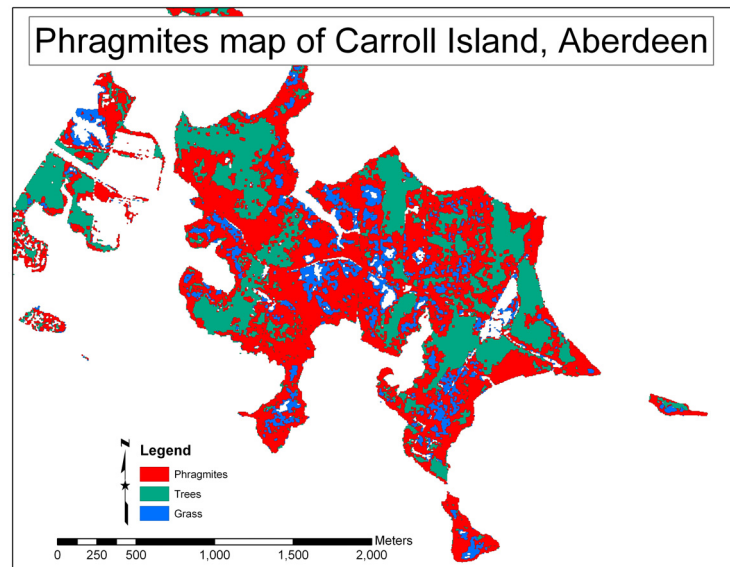 Phragmites map of Carroll Island, Aberdeen
N
Legend
Phragmites
Trees
Grass
Meters
0 250 500 1,000 1,500 2,000